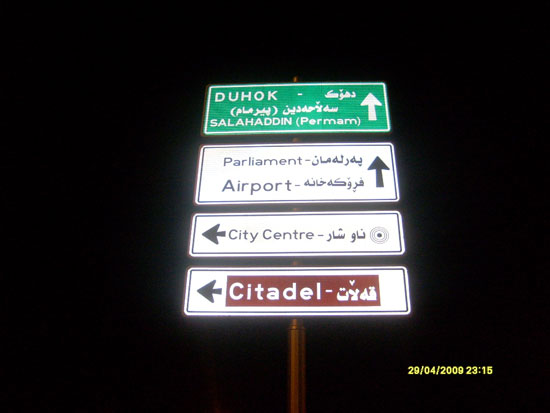 DUHOK - دهۆک
سەلاحەدین (پیرمام)
SALAHADDIN (Permam)
Parliament - پەرلەمان
Airport - فڕۆکەخانە
City Centre - ناو شار
Citadel - قەڵات
29/04/2009 23:15